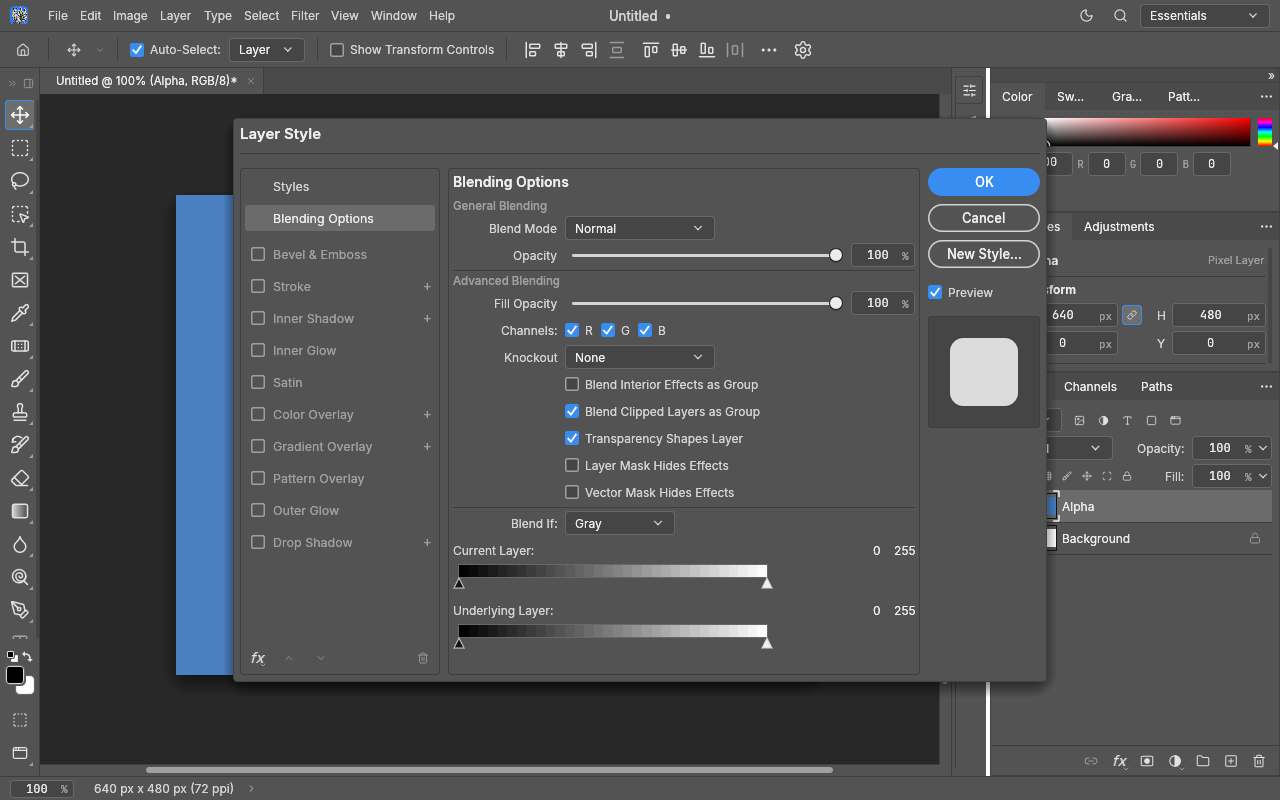 File Edit Image Layer Type Select Filter View Window Help
Untitled •
Essentials
Auto-Select: Layer
Show Transform Controls
Untitled @ 100% (Alpha, RGB/8)* ×
Color Sw... Gra... Patt...
R 0 G 0 B 0
Adjustments
Pixel Layer
640 px H 480 px
0 px Y 0 px
Channels Paths
Opacity: 100 %
Fill: 100 %
Alpha
Background
Layer Style
Styles
Blending Options
Bevel & Emboss
Stroke +
Inner Shadow +
Inner Glow
Satin
Color Overlay +
Gradient Overlay +
Pattern Overlay
Outer Glow
Drop Shadow +
fx
Blending Options
General Blending
Blend Mode Normal
Opacity 100 %
Advanced Blending
Fill Opacity 100 %
Channels: R G B
Knockout None
Blend Interior Effects as Group
Blend Clipped Layers as Group
Transparency Shapes Layer
Layer Mask Hides Effects
Vector Mask Hides Effects
Blend If: Gray
Current Layer: 0 255
Underlying Layer: 0 255
OK
Cancel
New Style...
Preview
fx
100 % 640 px x 480 px (72 ppi)